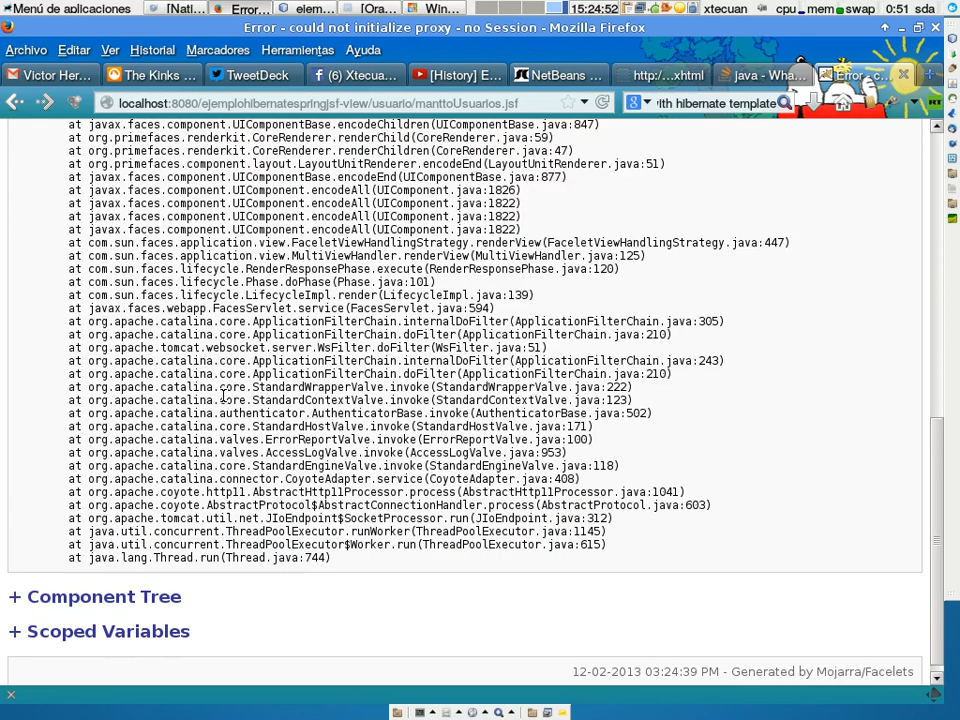 Menú de aplicaciones
[Natl...
Error...
elem...
[Ora...
Win...
15:24:52
xtecuan
cpu
mem
swap
sda
Error - could not initialize proxy - no Session - Mozilla Firefox
Archivo Editar Ver Historial Marcadores Herramientas Ayuda
Victor Her...
The Kinks ...
TweetDeck
(6) Xtecua...
[History] E...
NetBeans ...
http:/...xhtml
java - Wha...
Error - c...
localhost:8080/ejemplohibernatespringjsf-view/usuario/manttoUsuarios.jsf
ith hibernate template
at javax.faces.component.UIComponentBase.encodeChildren(UIComponentBase.java:847)
at org.primefaces.renderkit.CoreRenderer.renderChild(CoreRenderer.java:59)
at org.primefaces.renderkit.CoreRenderer.renderChildren(CoreRenderer.java:47)
at org.primefaces.component.layout.LayoutUnitRenderer.encodeEnd(LayoutUnitRenderer.java:51)
at javax.faces.component.UIComponentBase.encodeEnd(UIComponentBase.java:877)
at javax.faces.component.UIComponent.encodeAll(UIComponent.java:1826)
at javax.faces.component.UIComponent.encodeAll(UIComponent.java:1822)
at javax.faces.component.UIComponent.encodeAll(UIComponent.java:1822)
at javax.faces.component.UIComponent.encodeAll(UIComponent.java:1822)
at com.sun.faces.application.view.FaceletViewHandlingStrategy.renderView(FaceletViewHandlingStrategy.java:447)
at com.sun.faces.application.view.MultiViewHandler.renderView(MultiViewHandler.java:125)
at com.sun.faces.lifecycle.RenderResponsePhase.execute(RenderResponsePhase.java:120)
at com.sun.faces.lifecycle.Phase.doPhase(Phase.java:101)
at com.sun.faces.lifecycle.LifecycleImpl.render(LifecycleImpl.java:139)
at javax.faces.webapp.FacesServlet.service(FacesServlet.java:594)
at org.apache.catalina.core.ApplicationFilterChain.internalDoFilter(ApplicationFilterChain.java:305)
at org.apache.catalina.core.ApplicationFilterChain.doFilter(ApplicationFilterChain.java:210)
at org.apache.tomcat.websocket.server.WsFilter.doFilter(WsFilter.java:51)
at org.apache.catalina.core.ApplicationFilterChain.internalDoFilter(ApplicationFilterChain.java:243)
at org.apache.catalina.core.ApplicationFilterChain.doFilter(ApplicationFilterChain.java:210)
at org.apache.catalina.core.StandardWrapperValve.invoke(StandardWrapperValve.java:222)
at org.apache.catalina.core.StandardContextValve.invoke(StandardContextValve.java:123)
at org.apache.catalina.authenticator.AuthenticatorBase.invoke(AuthenticatorBase.java:502)
at org.apache.catalina.core.StandardHostValve.invoke(StandardHostValve.java:171)
at org.apache.catalina.valves.ErrorReportValve.invoke(ErrorReportValve.java:100)
at org.apache.catalina.valves.AccessLogValve.invoke(AccessLogValve.java:953)
at org.apache.catalina.core.StandardEngineValve.invoke(StandardEngineValve.java:118)
at org.apache.catalina.connector.CoyoteAdapter.service(CoyoteAdapter.java:408)
at org.apache.coyote.http11.AbstractHttp11Processor.process(AbstractHttp11Processor.java:1041)
at org.apache.coyote.AbstractProtocol$AbstractConnectionHandler.process(AbstractProtocol.java:603)
at org.apache.tomcat.util.net.JIoEndpoint$SocketProcessor.run(JIoEndpoint.java:312)
at java.util.concurrent.ThreadPoolExecutor.runWorker(ThreadPoolExecutor.java:1145)
at java.util.concurrent.ThreadPoolExecutor$Worker.run(ThreadPoolExecutor.java:615)
at java.lang.Thread.run(Thread.java:744)
+ Component Tree
+ Scoped Variables
12-02-2013 03:24:39 PM - Generated by Mojarra/Facelets